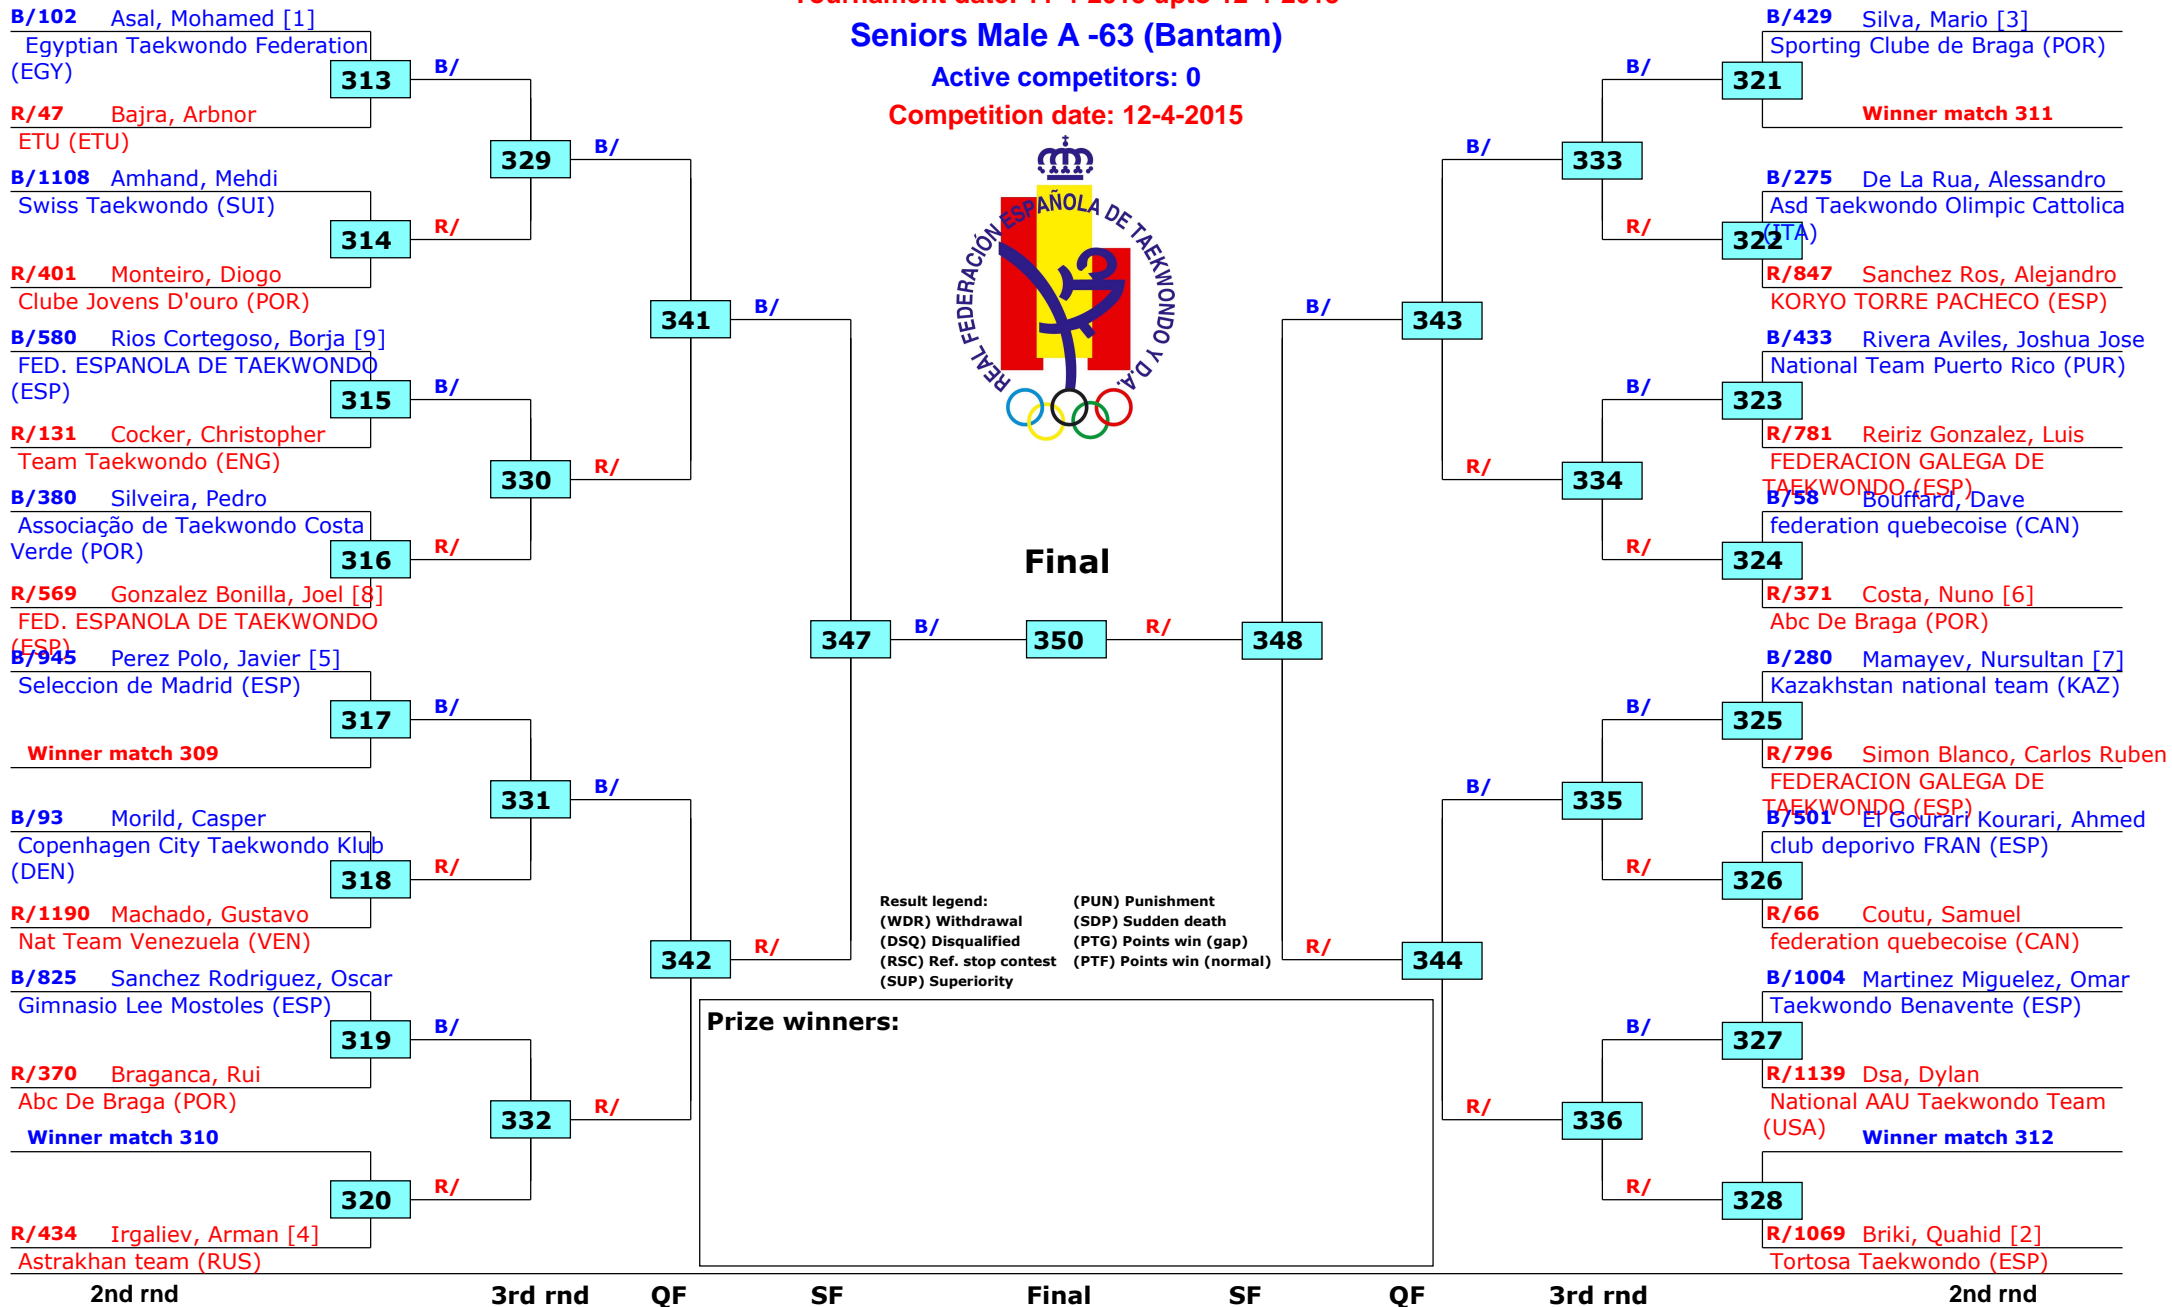 Seniors Male A -63 (Bantam)
Active competitors: 0
Competition date: 12-4-2015
REAL FEDERACIÓN ESPAÑOLA DE TAEKWONDO Y D.A.
B/102 Asal, Mohamed [1]
Egyptian Taekwondo Federation
(EGY)
313
B/
R/47 Bajra, Arbnor
ETU (ETU)
329
B/
B/1108 Amhand, Mehdi
Swiss Taekwondo (SUI)
314
R/
R/401 Monteiro, Diogo
Clube Jovens D'ouro (POR)
341
B/
B/580 Rios Cortegoso, Borja [9]
FED. ESPANOLA DE TAEKWONDO
(ESP)
315
B/
R/131 Cocker, Christopher
Team Taekwondo (ENG)
330
R/
B/380 Silveira, Pedro
Associação de Taekwondo Costa
Verde (POR)
316
R/
R/569 Gonzalez Bonilla, Joel [8]
FED. ESPANOLA DE TAEKWONDO
(ESP)
347
B/
B/945 Perez Polo, Javier [5]
Seleccion de Madrid (ESP)
317
B/
Winner match 309
331
B/
B/93 Morild, Casper
Copenhagen City Taekwondo Klub
(DEN)
318
R/
R/1190 Machado, Gustavo
Nat Team Venezuela (VEN)
342
R/
B/825 Sanchez Rodriguez, Oscar
Gimnasio Lee Mostoles (ESP)
319
B/
R/370 Braganca, Rui
Abc De Braga (POR)
332
R/
Winner match 310
320
R/
R/434 Irgaliev, Arman [4]
Astrakhan team (RUS)
Final
350
R/
348
B/429 Silva, Mario [3]
Sporting Clube de Braga (POR)
B/
321
Winner match 311
B/
333
B/275 De La Rua, Alessandro
Asd Taekwondo Olimpic Cattolica
(ITA)
R/
322
R/847 Sanchez Ros, Alejandro
KORYO TORRE PACHECO (ESP)
B/
343
B/433 Rivera Aviles, Joshua Jose
National Team Puerto Rico (PUR)
B/
323
R/781 Reiriz Gonzalez, Luis
FEDERACION GALEGA DE
TAEKWONDO (ESP)
R/
334
B/58 Bouffard, Dave
federation quebecoise (CAN)
R/
324
R/371 Costa, Nuno [6]
Abc De Braga (POR)
B/280 Mamayev, Nursultan [7]
Kazakhstan national team (KAZ)
B/
325
R/796 Simon Blanco, Carlos Ruben
FEDERACION GALEGA DE
TAEKWONDO (ESP)
B/
335
B/501 El Gourari Kourari, Ahmed
club deporivo FRAN (ESP)
R/
326
R/66 Coutu, Samuel
federation quebecoise (CAN)
R/
344
B/1004 Martinez Miguelez, Omar
Taekwondo Benavente (ESP)
B/
327
R/1139 Dsa, Dylan
National AAU Taekwondo Team
(USA)
R/
336
Winner match 312
R/
328
R/1069 Briki, Quahid [2]
Tortosa Taekwondo (ESP)
Result legend: (PUN) Punishment
(WDR) Withdrawal (SDP) Sudden death
(DSQ) Disqualified (PTG) Points win (gap)
(RSC) Ref. stop contest (PTF) Points win (normal)
(SUP) Superiority
Prize winners:
2nd rnd 3rd rnd QF SF Final SF QF 3rd rnd 2nd rnd